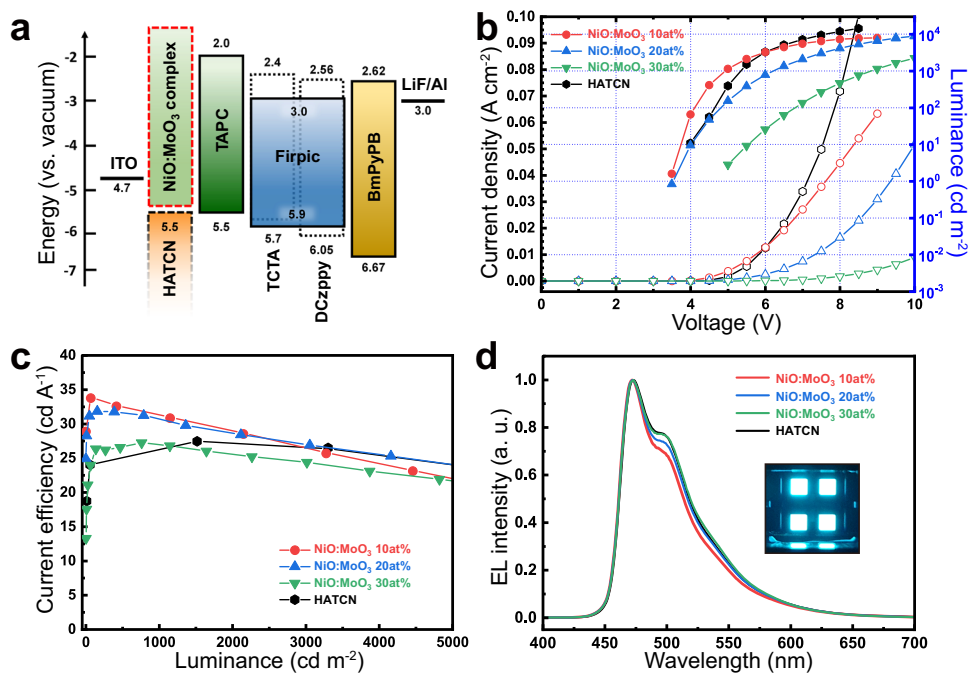 a
Energy (vs. vacuum)
-2
-3
-4
-5
-6
-7
ITO
4.7
NiO:MoO₃ complex
5.5
HATCN
2.0
TAPC
5.5
2.4
2.56
3.0
Firpic
5.9
5.7
6.05
TCTA
DCzppy
2.62
BmPyPB
6.67
LiF/Al
3.0
b
Current density (A cm⁻²)
0.10
0.09
0.08
0.07
0.06
0.05
0.04
0.03
0.02
0.01
0.00
NiO:MoO₃ 10at%
NiO:MoO₃ 20at%
NiO:MoO₃ 30at%
HATCN
10⁴
10³
10²
10¹
10⁰
10⁻¹
10⁻²
10⁻³
Luminance (cd m⁻²)
0 2 4 6 8 10
Voltage (V)
c
Current efficiency (cd A⁻¹)
40
35
30
25
20
15
10
5
0
NiO:MoO₃ 10at%
NiO:MoO₃ 20at%
NiO:MoO₃ 30at%
HATCN
0 1000 2000 3000 4000 5000
Luminance (cd m⁻²)
d
EL intensity (a. u.)
1.0
0.8
0.6
0.4
0.2
0.0
NiO:MoO₃ 10at%
NiO:MoO₃ 20at%
NiO:MoO₃ 30at%
HATCN
400 450 500 550 600 650 700
Wavelength (nm)